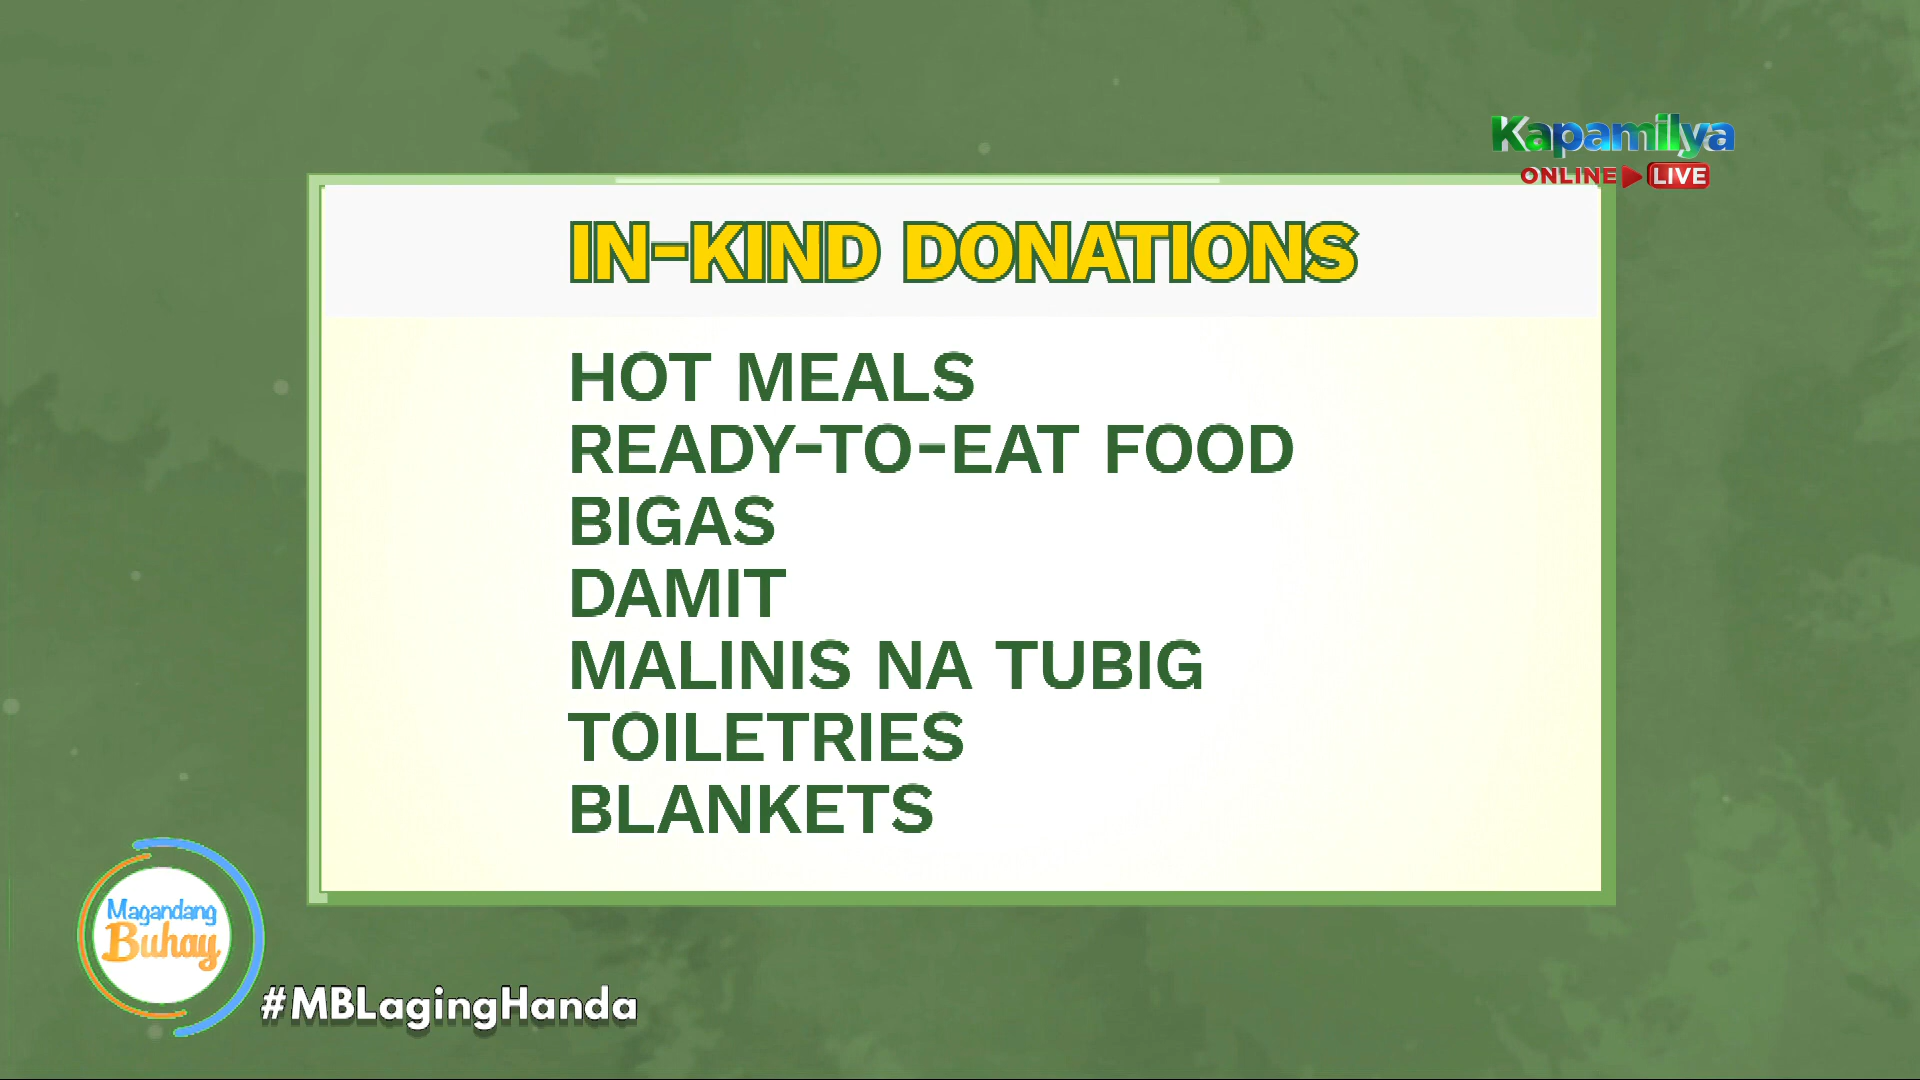 Kapamilya
ONLINE LIVE
IN-KIND DONATIONS
HOT MEALS
READY-TO-EAT FOOD
BIGAS
DAMIT
MALINIS NA TUBIG
TOILETRIES
BLANKETS
Magandang
Buhay
#MBLagingHanda